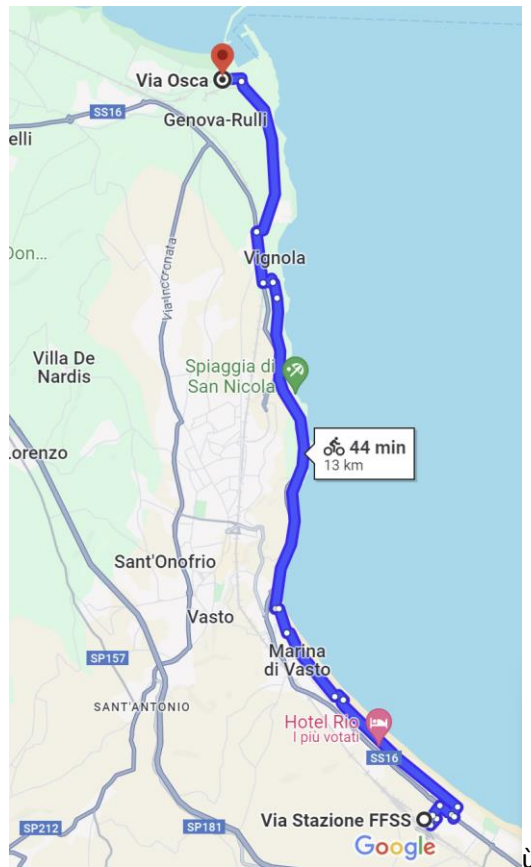 Via Osca
SS16
Genova-Rulli
elli
Vignola
Don...
Via Incoronata
Villa De
Nardis
Spiaggia di
San Nicola
44 min
13 km
orenzo
Sant'Onofrio
Vasto
SP157
Marina
di Vasto
SANT'ANTONIO
Hotel Rio
I più votati
SS16
Via Stazione FFSS
SP212
SP181
Google
ù